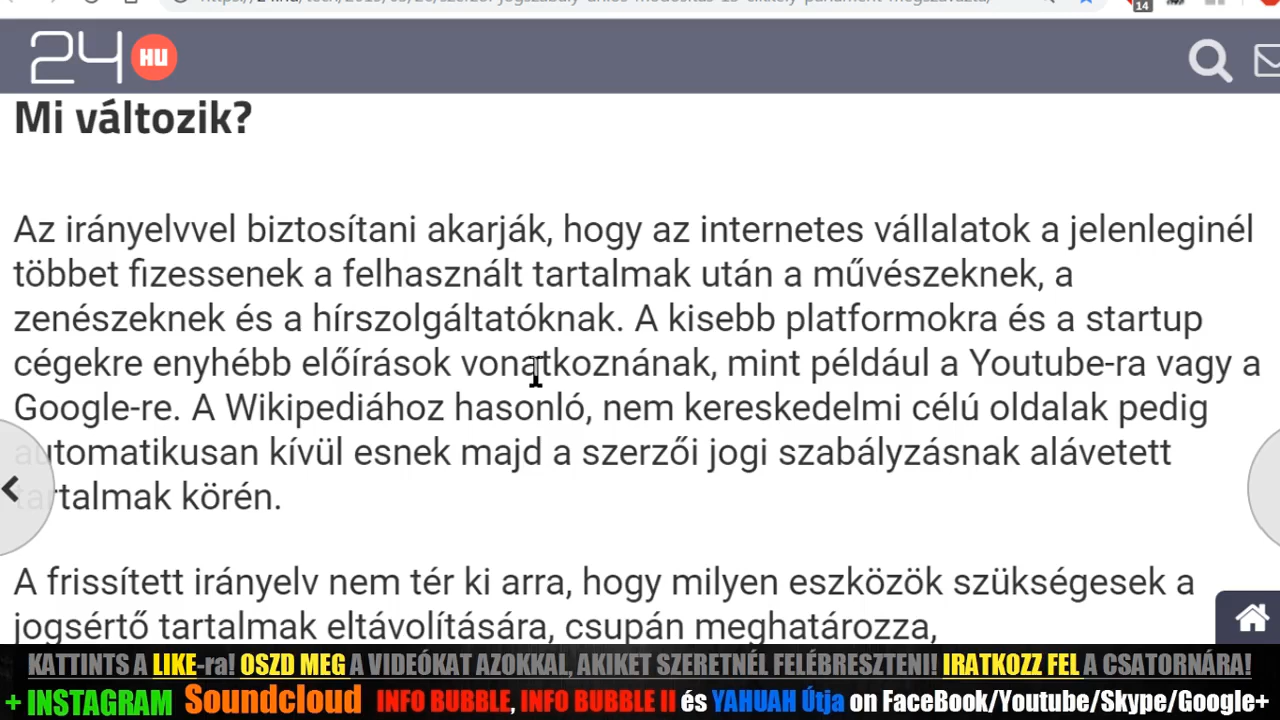 14
24 HU
Mi változik?
Az irányelvvel biztosítani akarják, hogy az internetes vállalatok a jelenleginél
többet fizessenek a felhasznált tartalmak után a művészeknek, a
zenészeknek és a hírszolgáltatóknak. A kisebb platformokra és a startup
cégekre enyhébb előírások vonatkoznának, mint például a Youtube-ra vagy a
Google-re. A Wikipediához hasonló, nem kereskedelmi célú oldalak pedig
automatikusan kívül esnek majd a szerzői jogi szabályzásnak alávetett
tartalmak körén.
A frissített irányelv nem tér ki arra, hogy milyen eszközök szükségesek a
jogsértő tartalmak eltávolítására, csupán meghatározza,
KATTINTS A LIKE-ra! OSZD MEG A VIDEÓKAT AZOKKAL, AKIKET SZERETNÉL FELÉBRESZTENI! IRATKOZZ FEL A CSATORNÁRA!
+ INSTAGRAM Soundcloud INFO BUBBLE, INFO BUBBLE II és YAHUAH Útja on FaceBook/Youtube/Skype/Google+